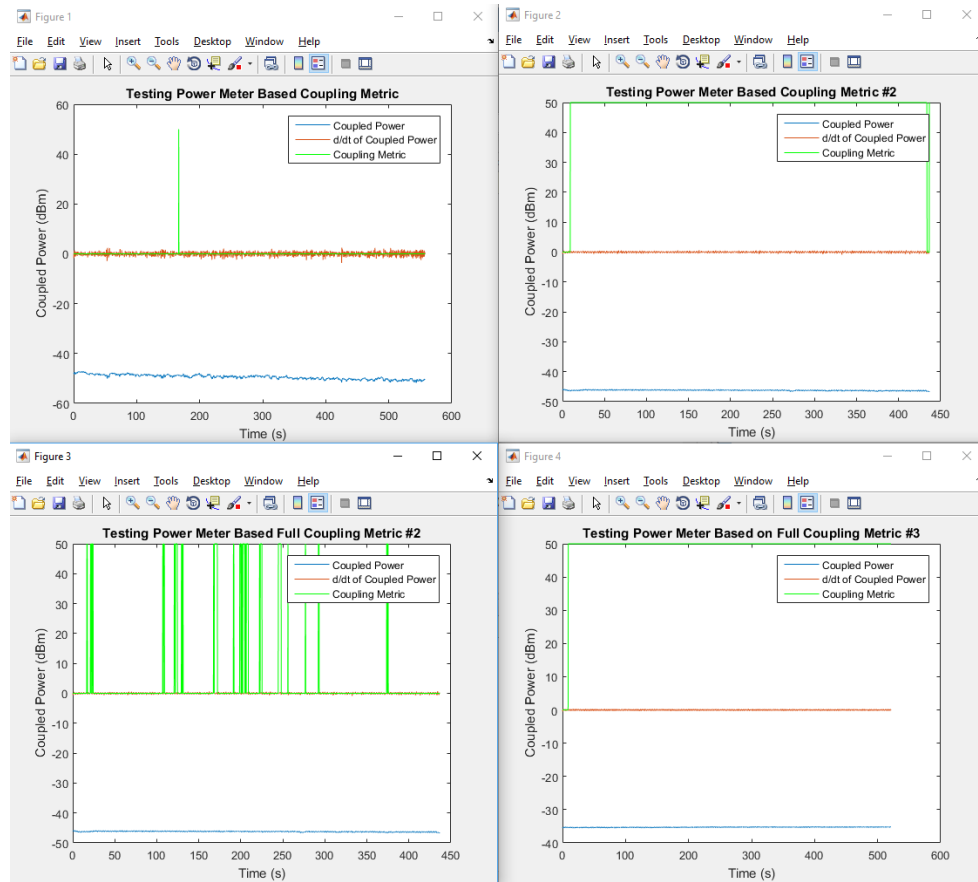 Figure 1
File Edit View Insert Tools Desktop Window Help
Testing Power Meter Based Coupling Metric
Coupled Power
d/dt of Coupled Power
Coupling Metric
Coupled Power (dBm)
60
40
20
0
-20
-40
-60
0 100 200 300 400 500 600
Time (s)
Figure 2
File Edit View Insert Tools Desktop Window Help
Testing Power Meter Based Coupling Metric #2
Coupled Power
d/dt of Coupled Power
Coupling Metric
Coupled Power (dBm)
50
40
30
20
10
0
-10
-20
-30
-40
-50
0 50 100 150 200 250 300 350 400 450
Time (s)
Figure 3
File Edit View Insert Tools Desktop Window Help
Testing Power Meter Based Full Coupling Metric #2
Coupled Power
d/dt of Coupled Power
Coupling Metric
Coupled Power (dBm)
50
40
30
20
10
0
-10
-20
-30
-40
-50
0 50 100 150 200 250 300 350 400 450
Time (s)
Figure 4
File Edit View Insert Tools Desktop Window Help
Testing Power Meter Based on Full Coupling Metric #3
Coupled Power
d/dt of Coupled Power
Coupling Metric
Coupled Power (dBm)
50
40
30
20
10
0
-10
-20
-30
-40
0 100 200 300 400 500 600
Time (s)